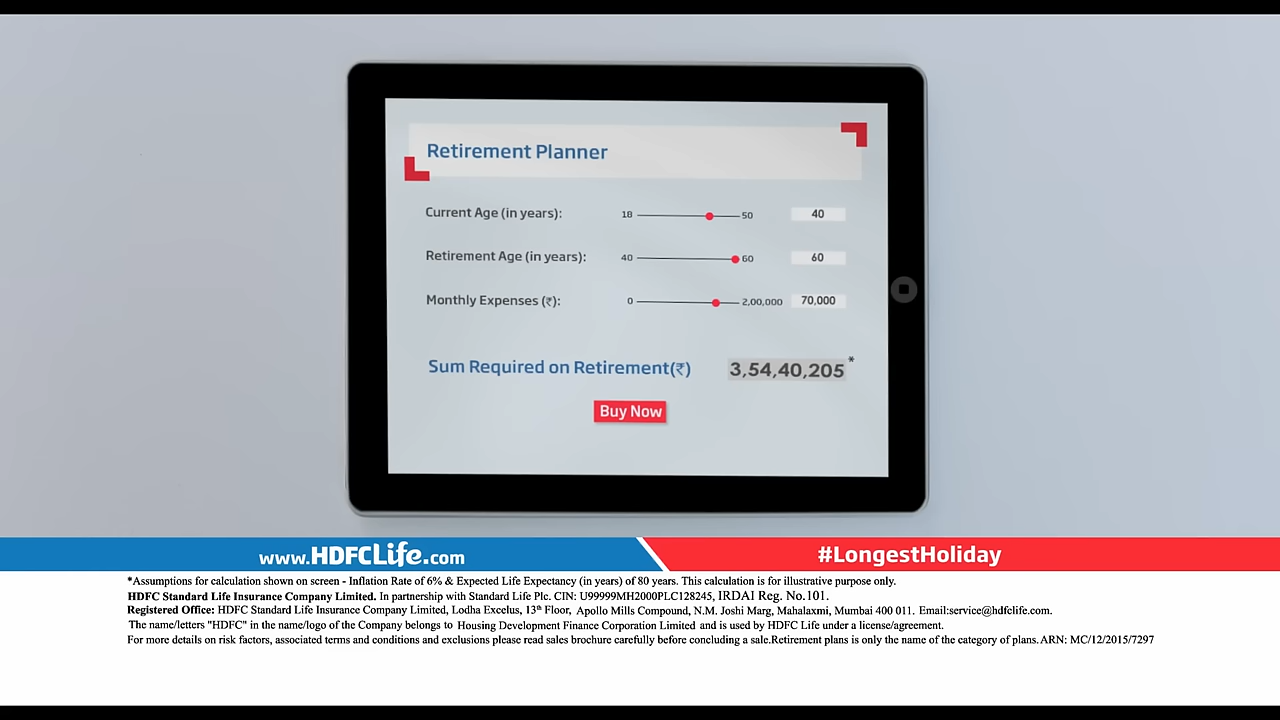 Retirement Planner
Current Age (in years): 18 50 40
Retirement Age (in years): 40 60 60
Monthly Expenses (₹): 0 2,00,000 70,000
Sum Required on Retirement(₹) 3,54,40,205*
Buy Now
www.HDFCLife.com #LongestHoliday
*Assumptions for calculation shown on screen - Inflation Rate of 6% & Expected Life Expectancy (in years) of 80 years. This calculation is for illustrative purpose only.
HDFC Standard Life Insurance Company Limited. In partnership with Standard Life Plc. CIN: U99999MH2000PLC128245, IRDAI Reg. No.101.
Registered Office: HDFC Standard Life Insurance Company Limited, Lodha Excelus, 13th Floor, Apollo Mills Compound, N.M. Joshi Marg, Mahalaxmi, Mumbai 400 011. Email:service@hdfclife.com.
The name/letters "HDFC" in the name/logo of the Company belongs to Housing Development Finance Corporation Limited and is used by HDFC Life under a license/agreement.
For more details on risk factors, associated terms and conditions and exclusions please read sales brochure carefully before concluding a sale.Retirement plans is only the name of the category of plans. ARN: MC/12/2015/7297